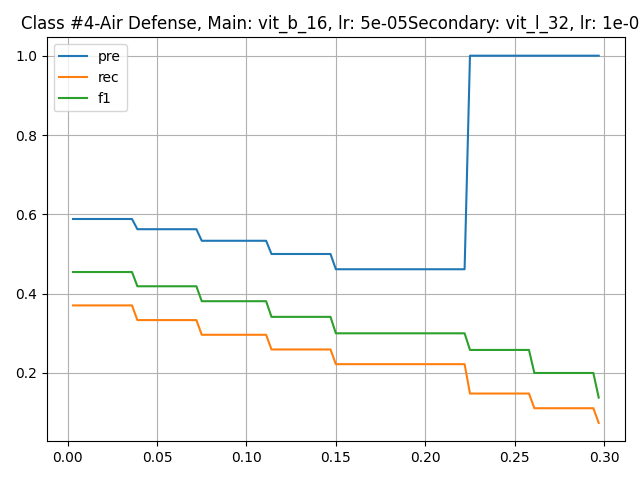 Class #4-Air Defense, Main: vit_b_16, lr: 5e-05Secondary: vit_l_32, lr: 1e-0
pre
rec
f1
1.0
0.8
0.6
0.4
0.2
0.00 0.05 0.10 0.15 0.20 0.25 0.30